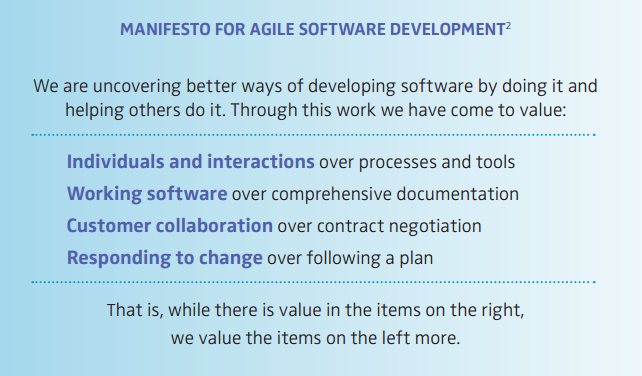 MANIFESTO FOR AGILE SOFTWARE DEVELOPMENT²
We are uncovering better ways of developing software by doing it and
helping others do it. Through this work we have come to value:
Individuals and interactions over processes and tools
Working software over comprehensive documentation
Customer collaboration over contract negotiation
Responding to change over following a plan
That is, while there is value in the items on the right,
we value the items on the left more.